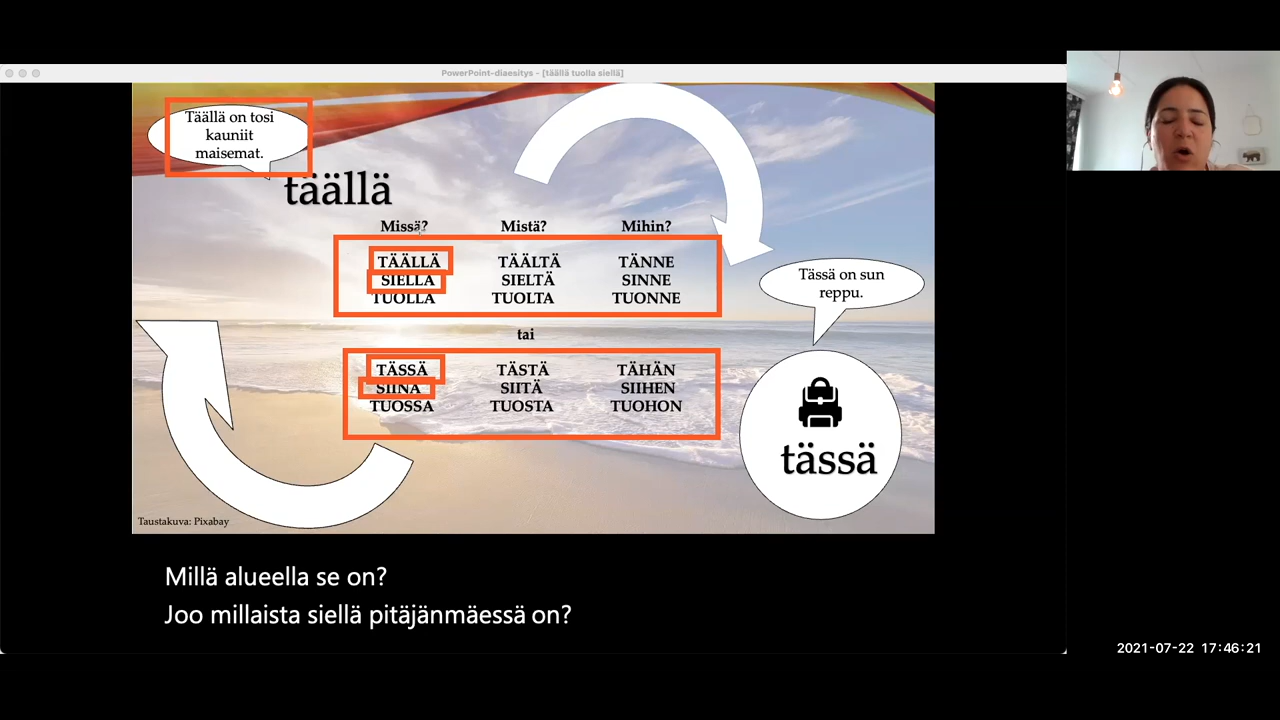 PowerPoint-diaesitys - [täällä tuolla siellä]
Täällä on tosi
kauniit
maisemat.
täällä
Missä? Mistä? Mihin?
TÄÄLLÄ TÄÄLTÄ TÄNNE
SIELLÄ SIELTÄ SINNE
TUOLLA TUOLTA TUONNE
tai
TÄSSÄ TÄSTÄ TÄHÄN
SIINÄ SIITÄ SIIHEN
TUOSSA TUOSTA TUOHON
Tässä on sun
reppu.
tässä
Taustakuva: Pixabay
Millä alueella se on?
Joo millaista siellä pitäjänmäessä on?
2021-07-22 17:46:21